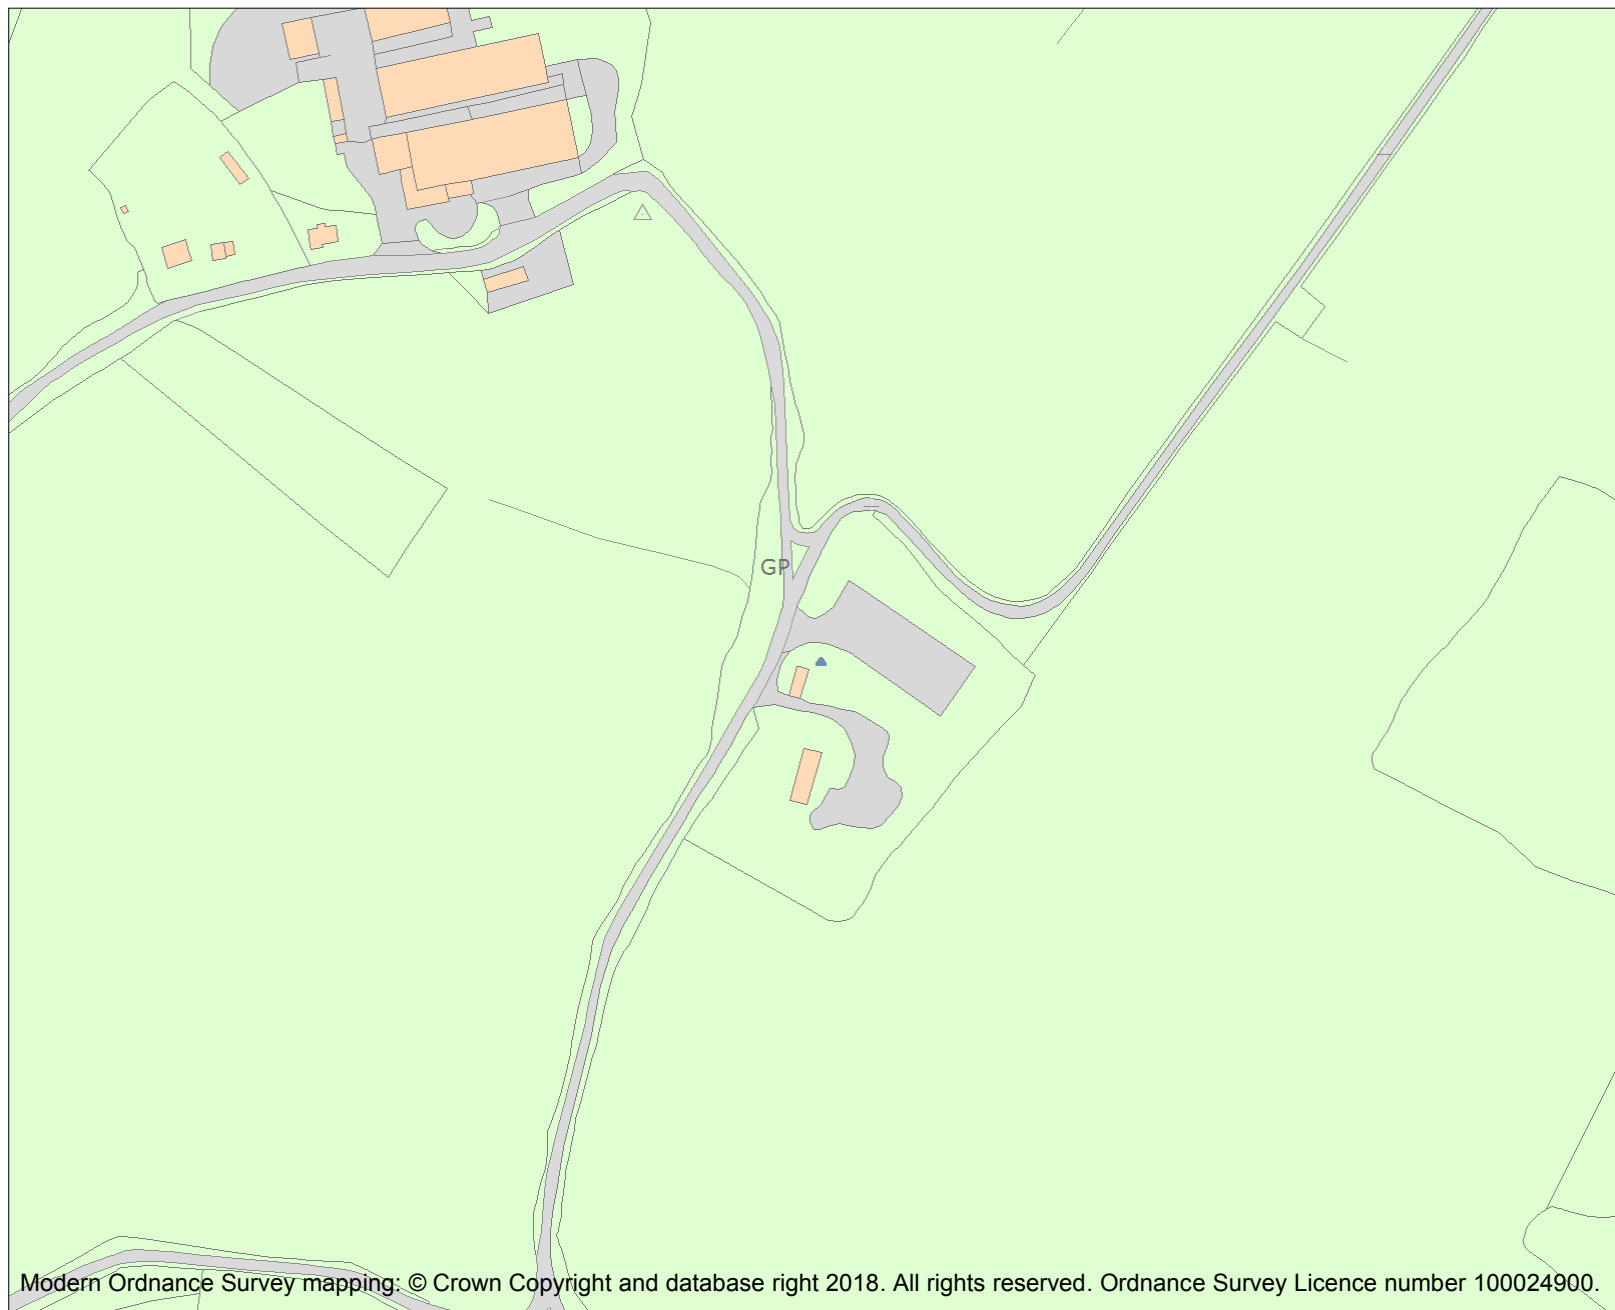 GP
Modern Ordnance Survey mapping: © Crown Copyright and database right 2018. All rights reserved. Ordnance Survey Licence number 100024900.